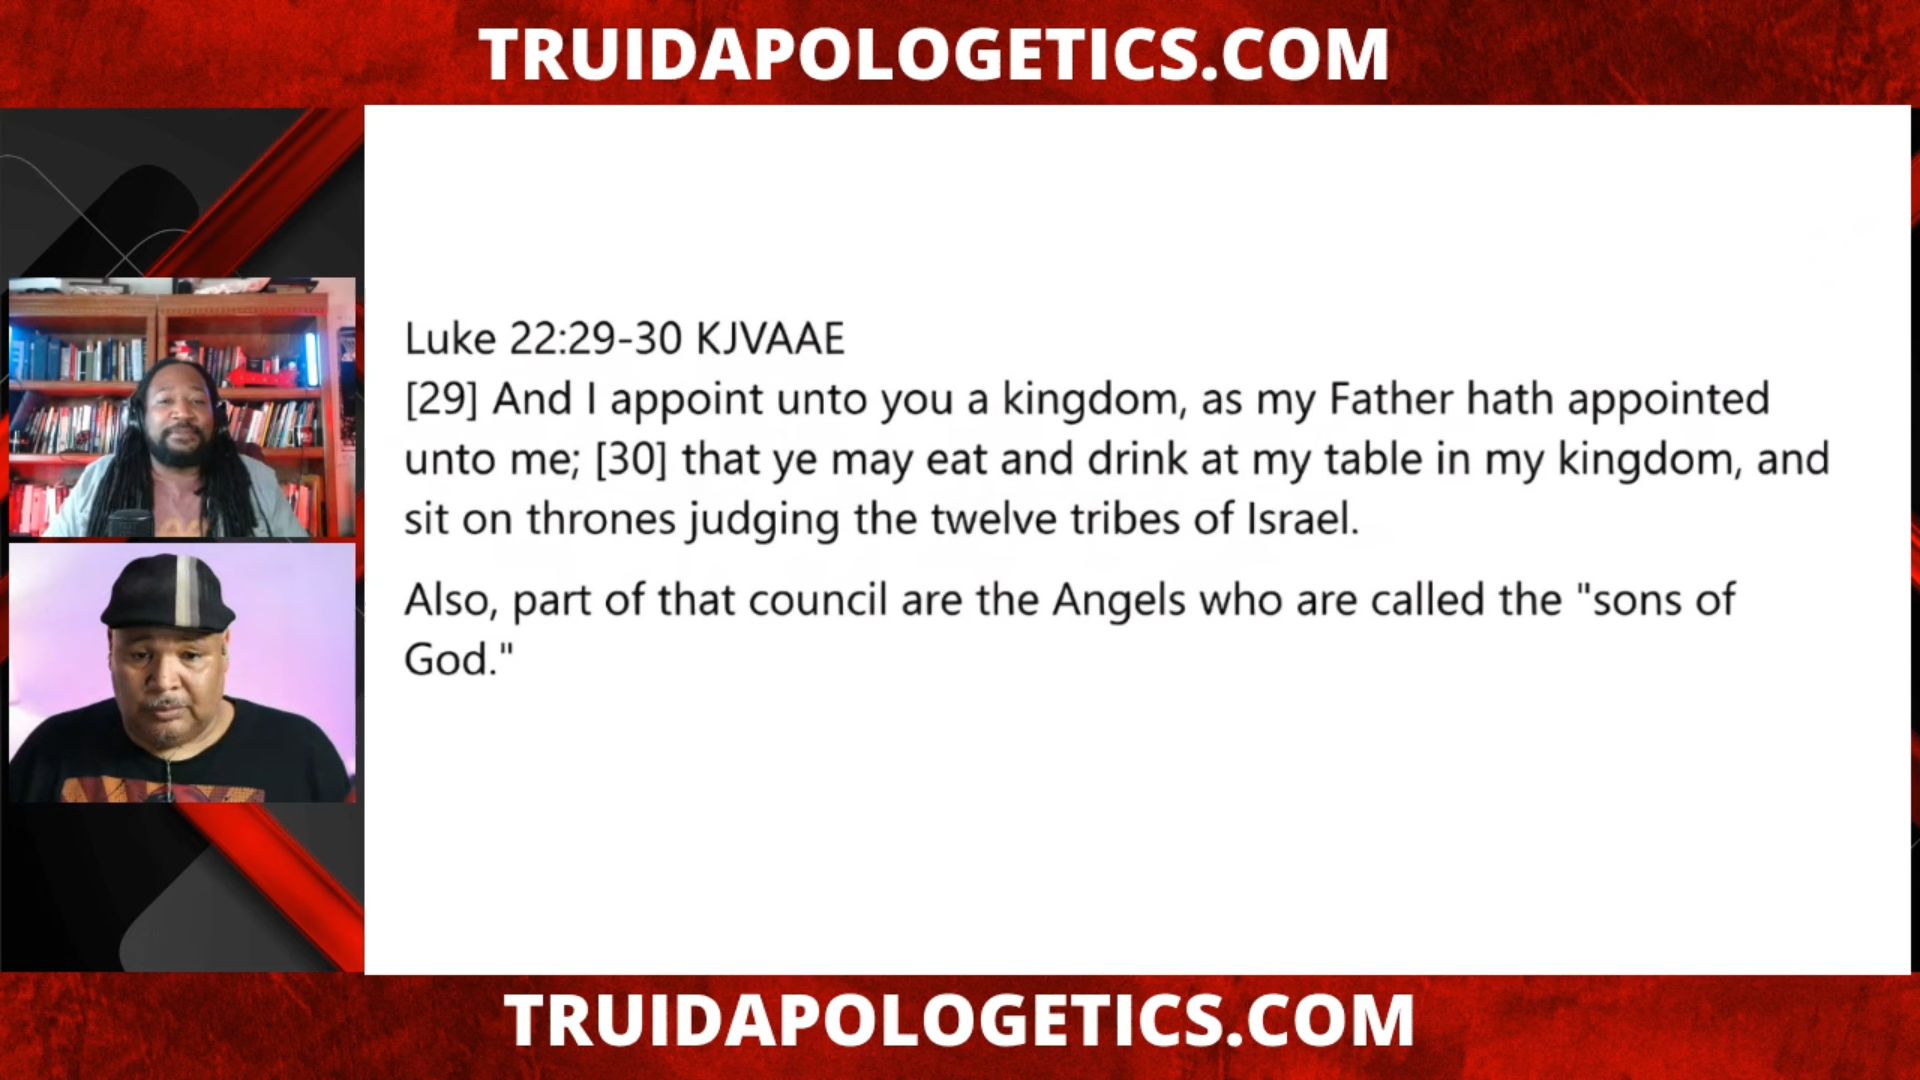 TRUIDAPOLOGETICS.COM
Luke 22:29-30 KJVAAE
[29] And I appoint unto you a kingdom, as my Father hath appointed
unto me; [30] that ye may eat and drink at my table in my kingdom, and
sit on thrones judging the twelve tribes of Israel.
Also, part of that council are the Angels who are called the "sons of
God."
TRUIDAPOLOGETICS.COM